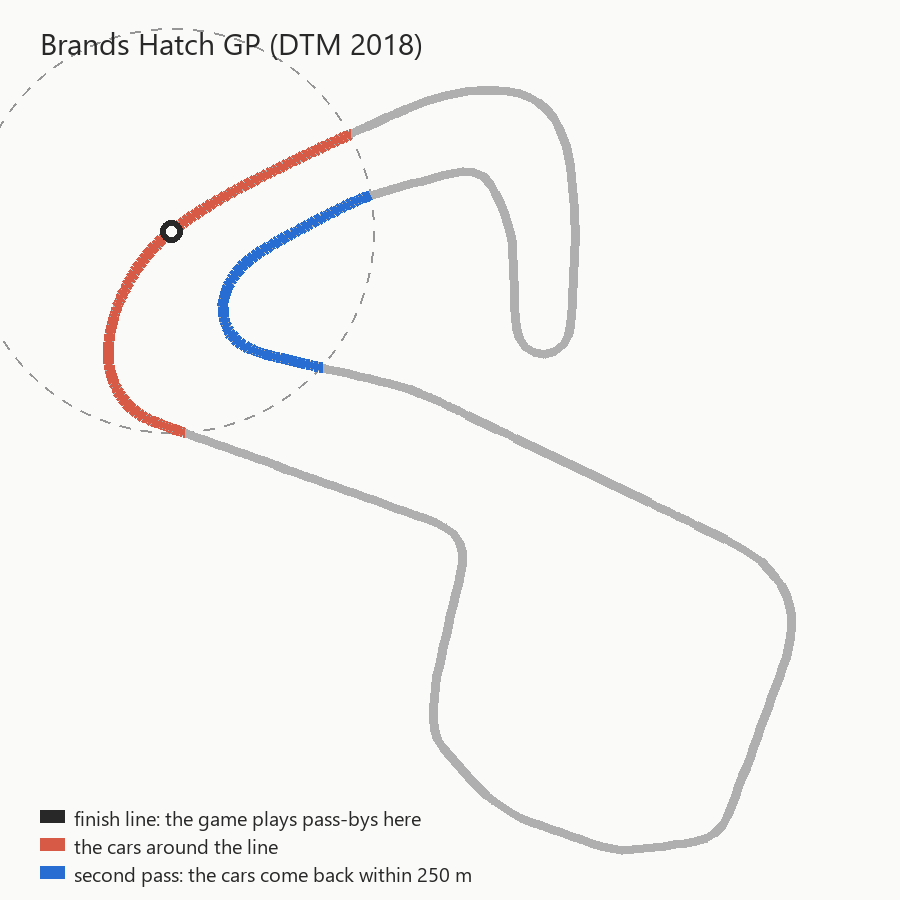 Brands Hatch GP (DTM 2018)
finish line: the game plays pass-bys here
the cars around the line
second pass: the cars come back within 250 m